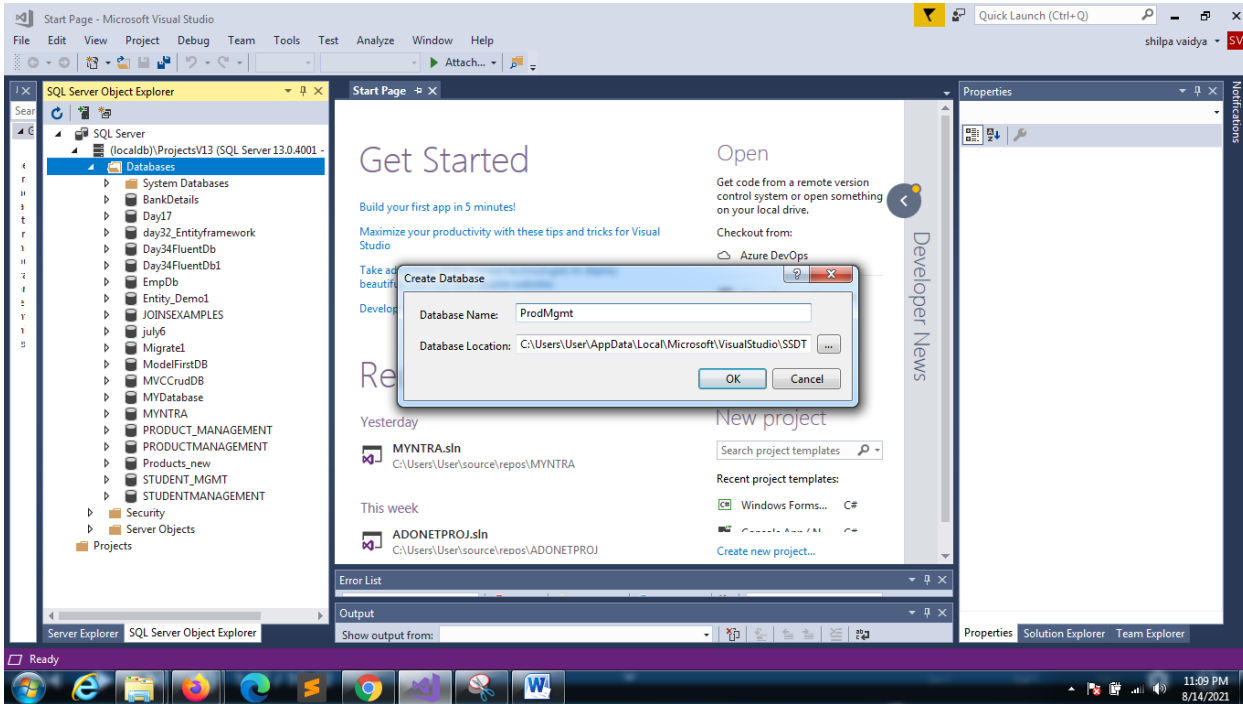 Start Page - Microsoft Visual Studio
Quick Launch (Ctrl+Q)
File Edit View Project Debug Team Tools Test Analyze Window Help
shilpa vaidya SV
Attach...
SQL Server Object Explorer
Start Page
Properties
Notifications
Sear
SQL Server
(localdb)\ProjectsV13 (SQL Server 13.0.4001 -
Databases
System Databases
BankDetails
Day17
day32_Entityframework
Day34FluentDb
Day34FluentDb1
EmpDb
Entity_Demo1
JOINSEXAMPLES
july6
Migrate1
ModelFirstDB
MVCCrudDB
MYDatabase
MYNTRA
PRODUCT_MANAGEMENT
PRODUCTMANAGEMENT
Products_new
STUDENT_MGMT
STUDENTMANAGEMENT
Security
Server Objects
Projects
Server Explorer SQL Server Object Explorer
Get Started
Build your first app in 5 minutes!
Maximize your productivity with these tips and tricks for Visual
Studio
Take ad
beautifu
Develop
Re
Yesterday
MYNTRA.sln
C:\Users\User\source\repos\MYNTRA
This week
ADONETPROJ.sln
C:\Users\User\source\repos\ADONETPROJ
Open
Get code from a remote version
control system or open something
on your local drive.
Checkout from:
Azure DevOps
New project
Search project templates
Recent project templates:
Windows Forms... C#
Create new project...
Developer News
Create Database
Database Name: ProdMgmt
Database Location: C:\Users\User\AppData\Local\Microsoft\VisualStudio\SSDT ...
OK Cancel
Error List
Output
Show output from:
Properties Solution Explorer Team Explorer
Ready
11:09 PM
8/14/2021